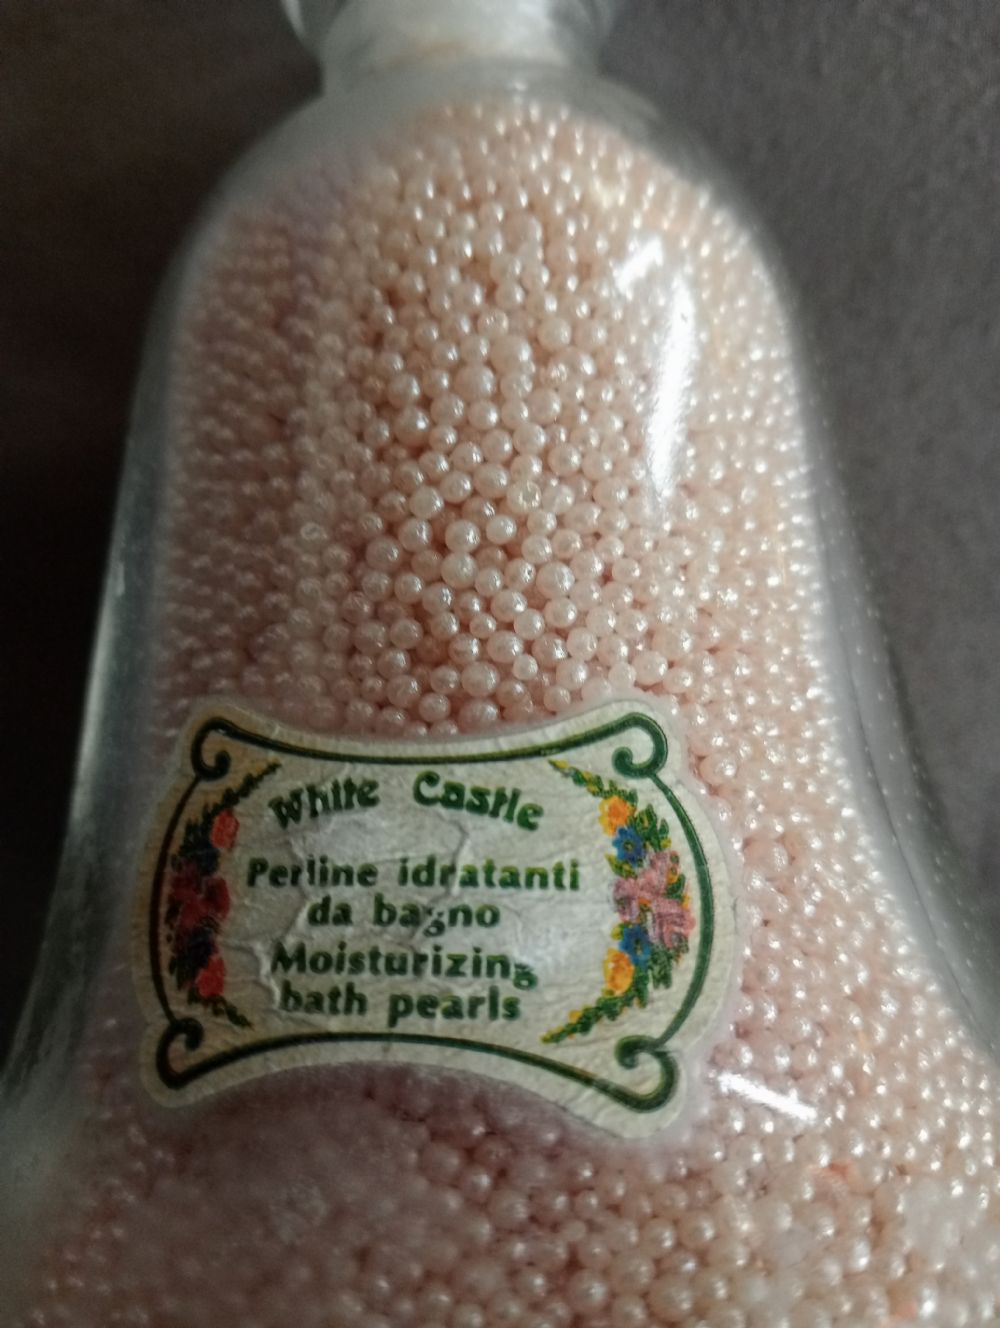 White Castle
Perline idratanti
da bagno
Moisturizing
bath pearls